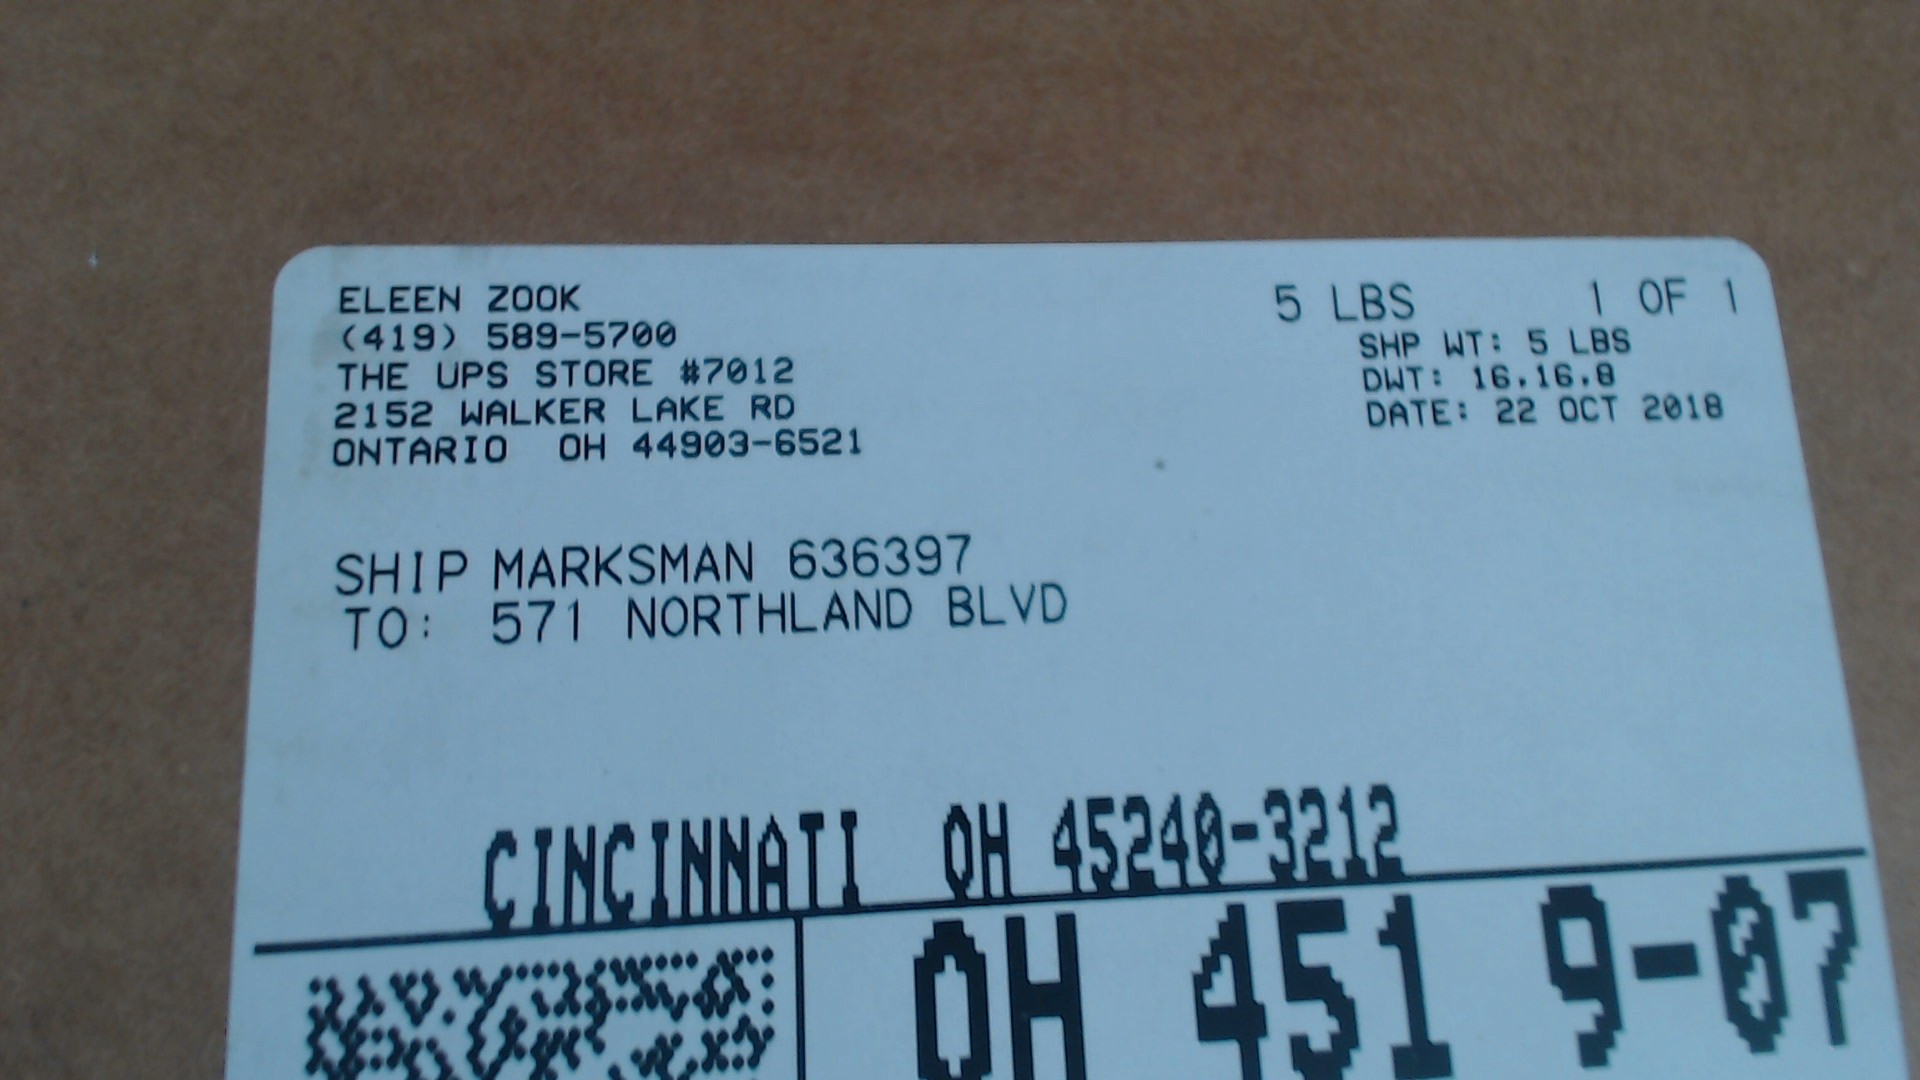 ELEEN ZOOK
(419) 589-5700
THE UPS STORE #7012
2152 WALKER LAKE RD
ONTARIO OH 44903-6521
5 LBS 1 OF 1
SHP WT: 5 LBS
DWT: 16,16,8
DATE: 22 OCT 2018
SHIP MARKSMAN 636397
TO: 571 NORTHLAND BLVD
CINCINNATI OH 45240-3212
OH 451 9-07